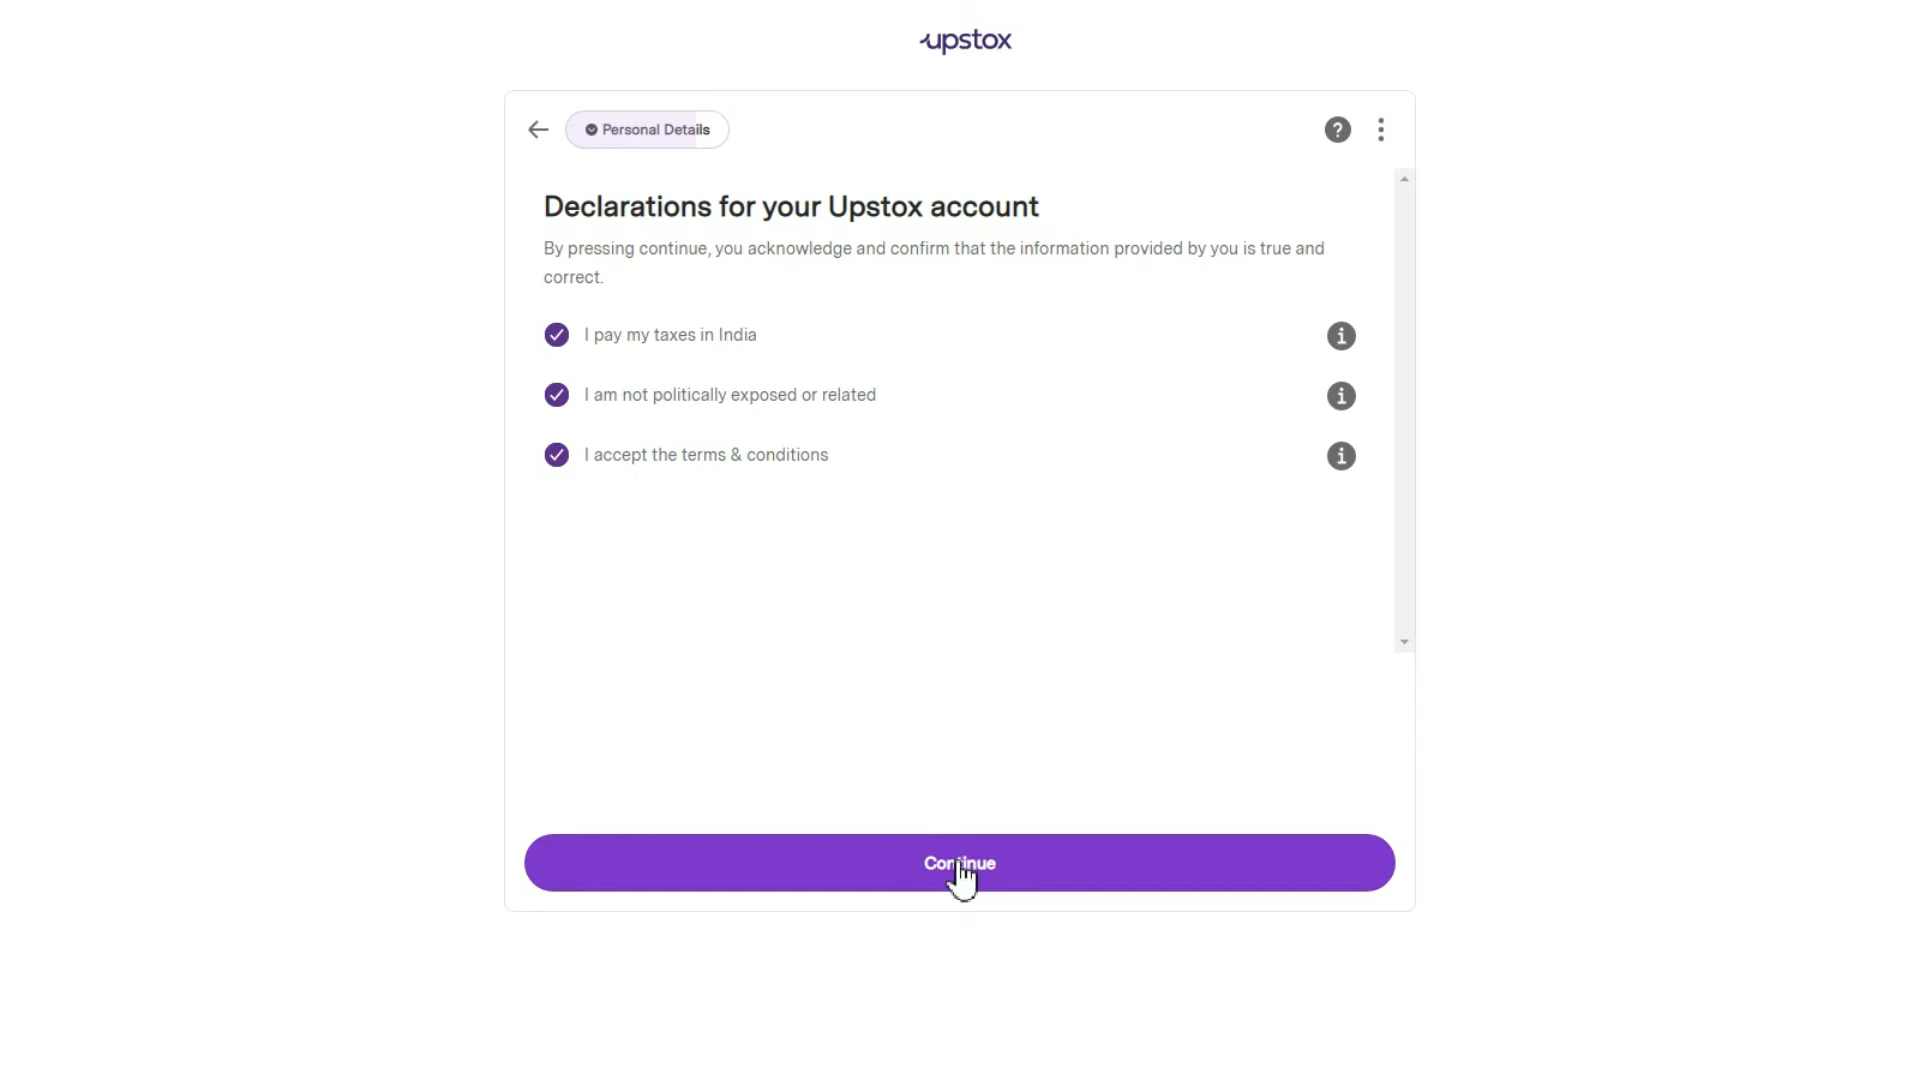 upstox
Personal Details
Declarations for your Upstox account
By pressing continue, you acknowledge and confirm that the information provided by you is true and
correct.
I pay my taxes in India
I am not politically exposed or related
I accept the terms & conditions
Continue